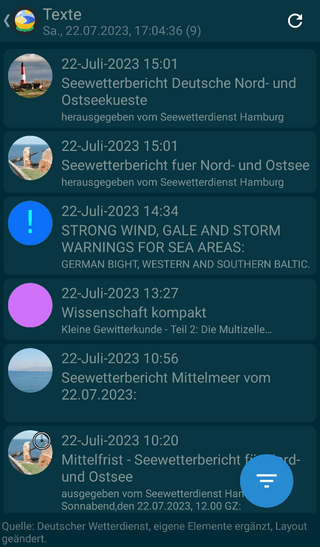 Texte
Sa., 22.07.2023, 17:04:36 (9)
22-Juli-2023 15:01
Seewetterbericht Deutsche Nord- und
Ostseekueste
herausgegeben vom Seewetterdienst Hamburg
22-Juli-2023 15:01
Seewetterbericht fuer Nord- und Ostsee
herausgegeben vom Seewetterdienst Hamburg
!
22-Juli-2023 14:34
STRONG WIND, GALE AND STORM
WARNINGS FOR SEA AREAS:
GERMAN BIGHT, WESTERN AND SOUTHERN BALTIC.
22-Juli-2023 13:27
Wissenschaft kompakt
Kleine Gewitterkunde - Teil 2: Die Multizelle...
22-Juli-2023 10:56
Seewetterbericht Mittelmeer vom
22.07.2023:
22-Juli-2023 10:20
Mittelfrist - Seewetterbericht für Nord-
und Ostsee
ausgegeben vom Seewetterdienst
Sonnabend,den 22.07.2023, 12.00 GZ:
Quelle: Deutscher Wetterdienst, eigene Elemente ergänzt, Layout
geändert.